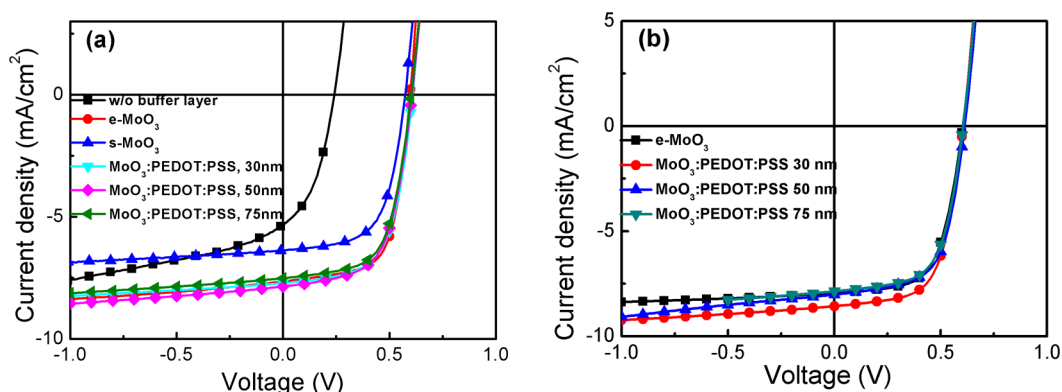 (a)
5
0
-5
-10
Current density (mA/cm²)
w/o buffer layer
e-MoO₃
s-MoO₃
MoO₃:PEDOT:PSS, 30nm
MoO₃:PEDOT:PSS, 50nm
MoO₃:PEDOT:PSS, 75nm
-1.0 -0.5 0.0 0.5 1.0
Voltage (V)
(b)
5
0
-5
-10
Current density (mA/cm²)
e-MoO₃
MoO₃:PEDOT:PSS 30 nm
MoO₃:PEDOT:PSS 50 nm
MoO₃:PEDOT:PSS 75 nm
-1.0 -0.5 0.0 0.5 1.0
Voltage (V)